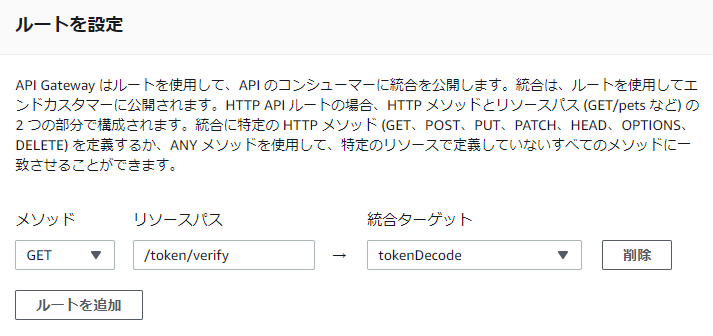 ルートを設定
API Gateway はルートを使用して、API のコンシューマーに統合を公開します。統合は、ルートを使用してエ
ンドカスタマーに公開されます。HTTP API ルートの場合、HTTP メソッドとリソースパス (GET/pets など) の
2 つの部分で構成されます。統合に特定の HTTP メソッド (GET、POST、PUT、PATCH、HEAD、OPTIONS、
DELETE) を定義するか、ANY メソッドを使用して、特定のリソースで定義していないすべてのメソッドに一
致させることができます。
メソッド リソースパス 統合ターゲット
GET /token/verify → tokenDecode 削除
ルートを追加